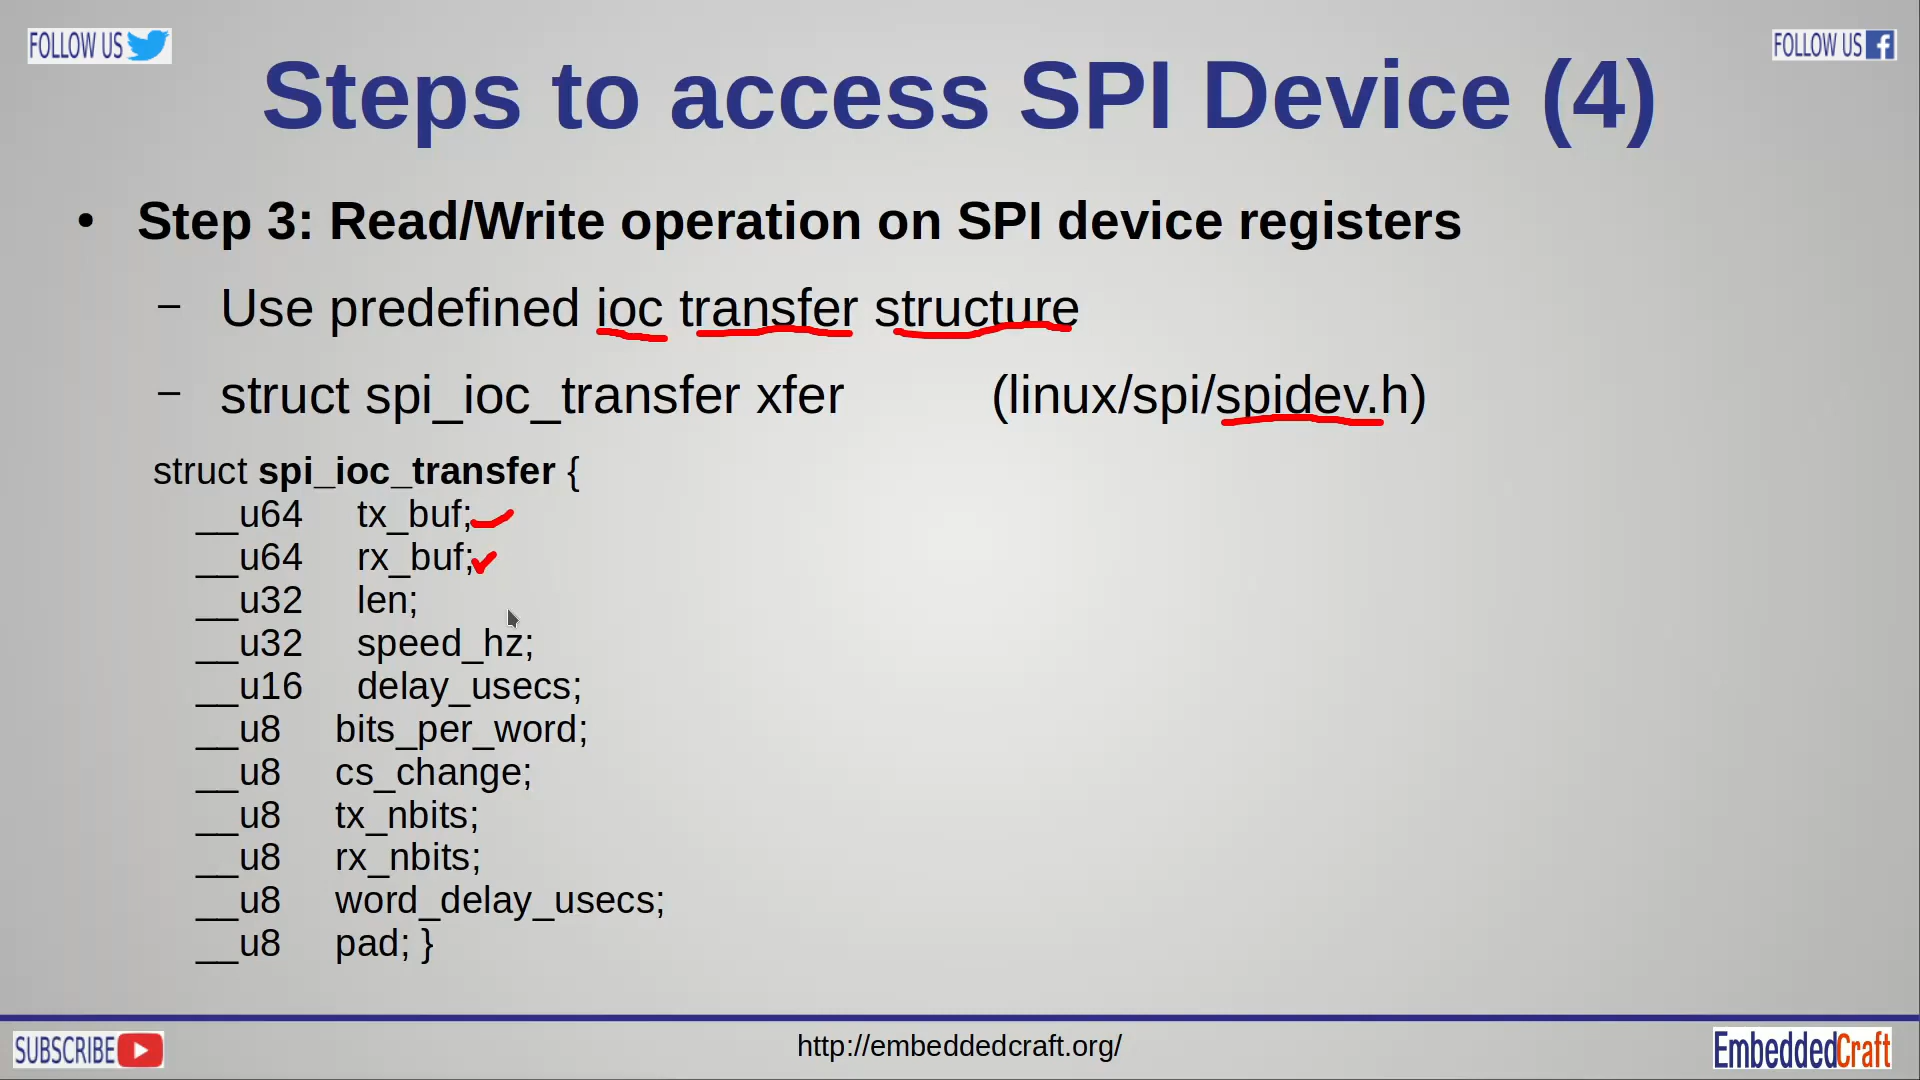 FOLLOW US
FOLLOW US
Steps to access SPI Device (4)
• Step 3: Read/Write operation on SPI device registers
– Use predefined ioc transfer structure
– struct spi_ioc_transfer xfer (linux/spi/spidev.h)
struct spi_ioc_transfer {
__u64 tx_buf;
__u64 rx_buf;
__u32 len;
__u32 speed_hz;
__u16 delay_usecs;
__u8 bits_per_word;
__u8 cs_change;
__u8 tx_nbits;
__u8 rx_nbits;
__u8 word_delay_usecs;
__u8 pad; }
SUBSCRIBE
http://embeddedcraft.org/
EmbeddedCraft